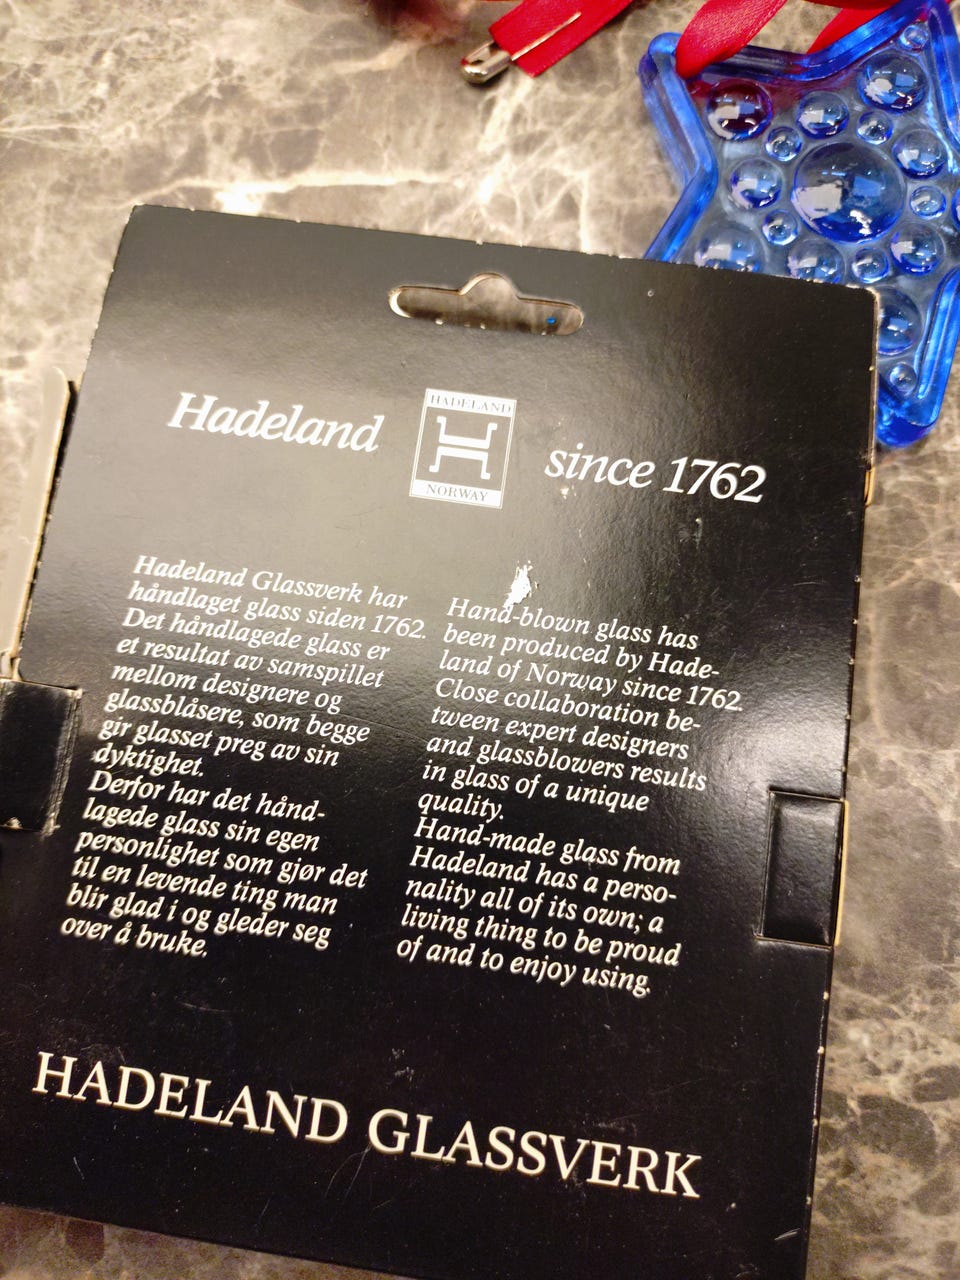 Hadeland
HADELAND
NORWAY
since 1762
Hadeland Glassverk har
håndlaget glass siden 1762.
Det håndlagede glass er
et resultat av samspillet
mellom designere og
glassblåsere, som begge
gir glasset preg av sin
dyktighet.
Derfor har det hånd-
lagede glass sin egen
personlighet som gjør det
til en levende ting man
blir glad i og gleder seg
over å bruke.
Hand-blown glass has
been produced by Hade-
land of Norway since 1762.
Close collaboration be-
tween expert designers
and glassblowers results
in glass of a unique
quality.
Hand-made glass from
Hadeland has a perso-
nality all of its own; a
living thing to be proud
of and to enjoy using.
HADELAND GLASSVERK